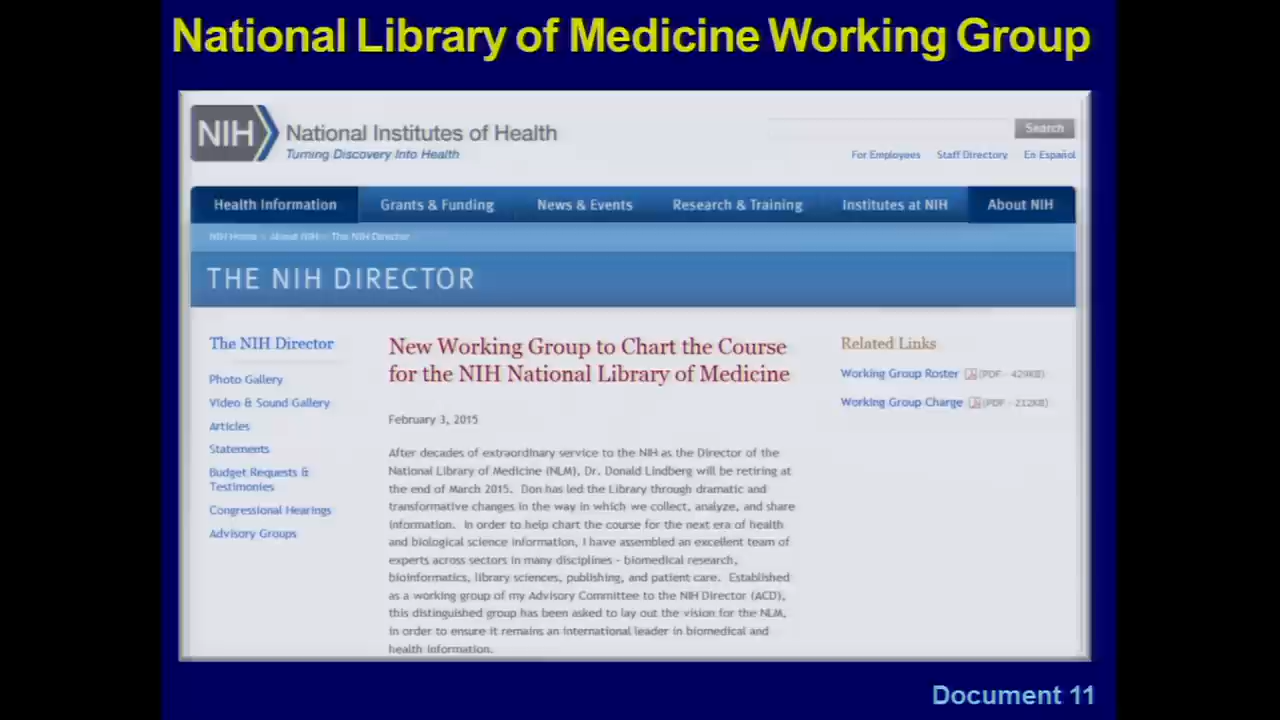 National Library of Medicine Working Group
NIH
National Institutes of Health
Turning Discovery Into Health
Search
For Employees Staff Directory En Español
Health Information Grants & Funding News & Events Research & Training Institutes at NIH About NIH
NIH Home > About NIH > The NIH Director
THE NIH DIRECTOR
The NIH Director
Photo Gallery
Video & Sound Gallery
Articles
Statements
Budget Requests &
Testimonies
Congressional Hearings
Advisory Groups
New Working Group to Chart the Course
for the NIH National Library of Medicine
February 3, 2015
After decades of extraordinary service to the NIH as the Director of the
National Library of Medicine (NLM), Dr. Donald Lindberg will be retiring at
the end of March 2015. Don has led the Library through dramatic and
transformative changes in the way in which we collect, analyze, and share
information. In order to help chart the course for the next era of health
and biological science information, I have assembled an excellent team of
experts across sectors in many disciplines - biomedical research,
bioinformatics, library sciences, publishing, and patient care. Established
as a working group of my Advisory Committee to the NIH Director (ACD),
this distinguished group has been asked to lay out the vision for the NLM,
in order to ensure it remains an international leader in biomedical and
health information.
Related Links
Working Group Roster (PDF - 429KB)
Working Group Charge (PDF - 212KB)
Document 11